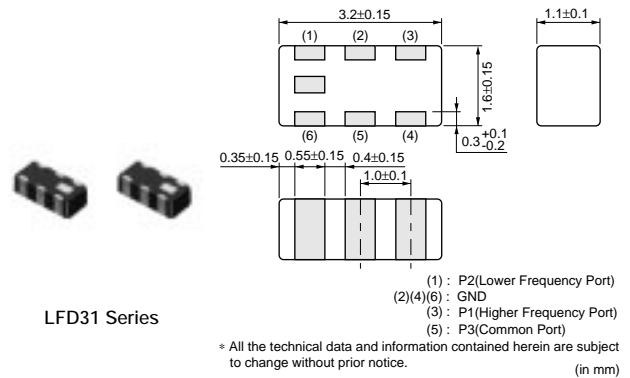 3.2±0.15
1.1±0.1
(1) (2) (3)
1.6±0.15
(6) (5) (4)
0.3 +0.1 -0.2
0.35±0.15 0.55±0.15 0.4±0.15
1.0±0.1
(1) : P2(Lower Frequency Port)
(2)(4)(6) : GND
(3) : P1(Higher Frequency Port)
(5) : P3(Common Port)
LFD31 Series
* All the technical data and information contained herein are subject
to change without prior notice.
(in mm)